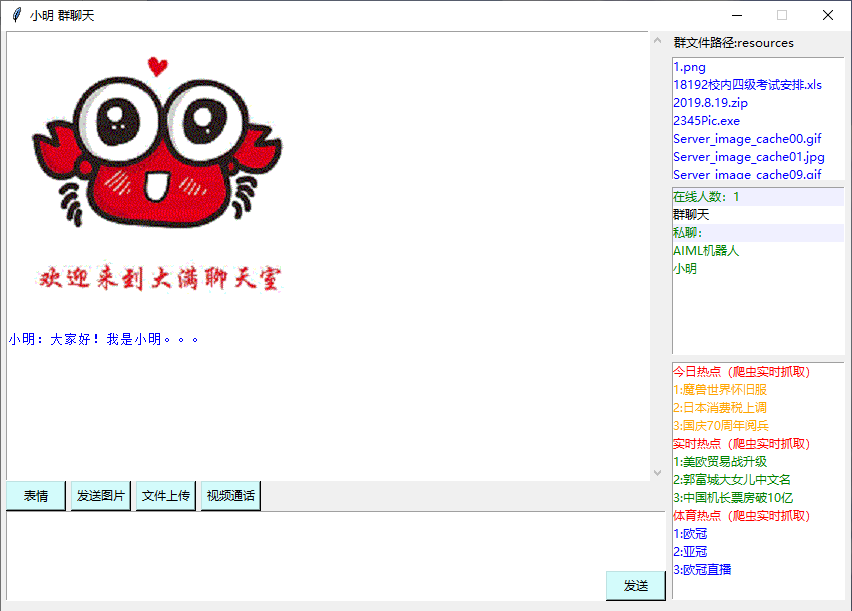 小明 群聊天
欢迎来到大满聊天室
小明：大家好！我是小明。。。
表情
发送图片
文件上传
视频通话
发送
群文件路径:resources
1.png
18192校内四级考试安排.xls
2019.8.19.zip
2345Pic.exe
Server_image_cache00.gif
Server_image_cache01.jpg
Server_image_cache09.gif
在线人数：1
群聊天
私聊：
AIML机器人
小明
今日热点（爬虫实时抓取）
1:魔兽世界怀旧服
2:日本消费税上调
3:国庆70周年阅兵
实时热点（爬虫实时抓取）
1:美欧贸易战升级
2:郭富城大女儿中文名
3:中国机长票房破10亿
体育热点（爬虫实时抓取）
1:欧冠
2:亚冠
3:欧冠直播